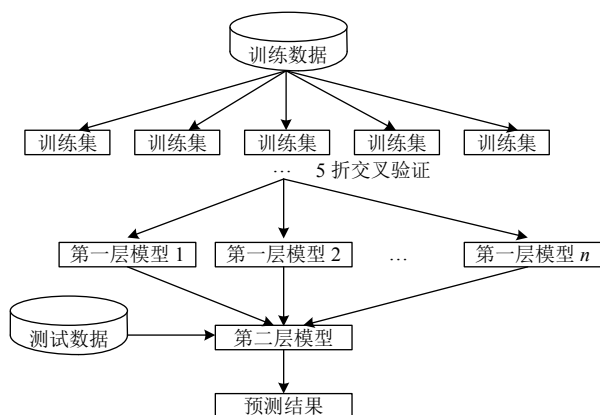 训练数据
训练集 训练集 训练集 训练集 训练集
… 5 折交叉验证
第一层模型 1 第一层模型 2 … 第一层模型 n
测试数据 第二层模型
预测结果